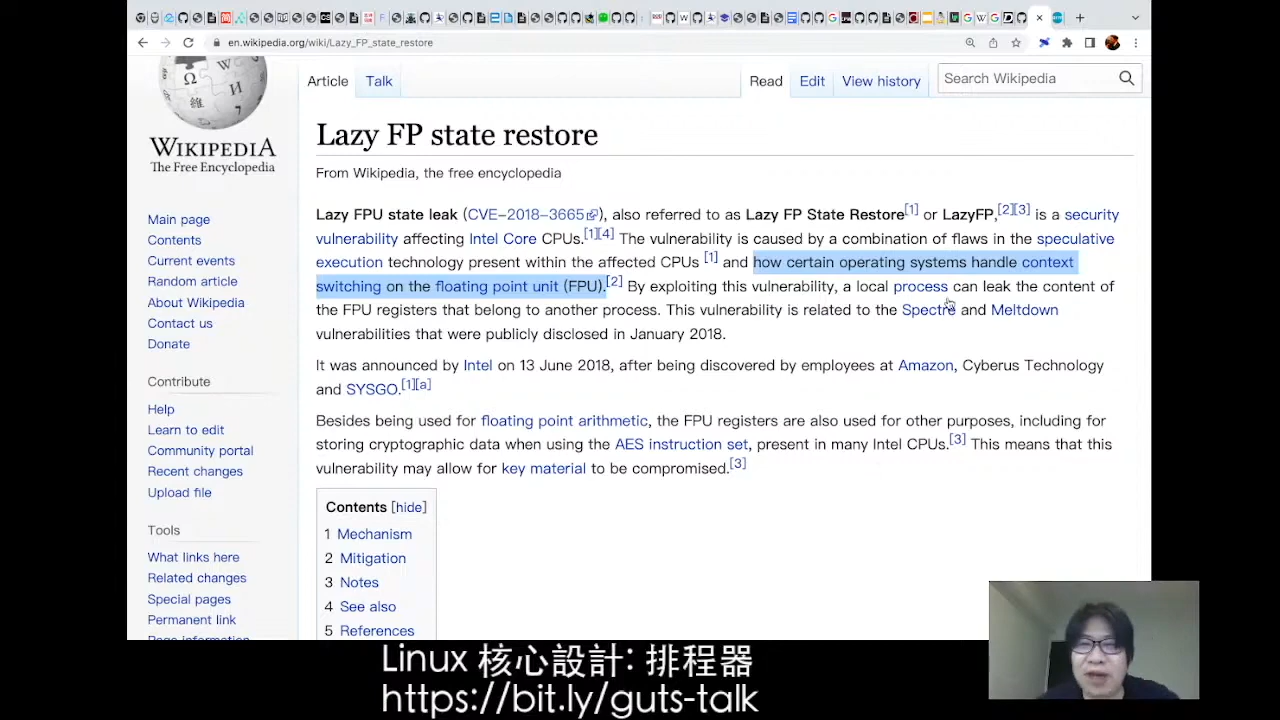 en.wikipedia.org/wiki/Lazy_FP_state_restore
WIKIPEDIA
The Free Encyclopedia
Main page
Contents
Current events
Random article
About Wikipedia
Contact us
Donate
Contribute
Help
Learn to edit
Community portal
Recent changes
Upload file
Tools
What links here
Related changes
Special pages
Permanent link
Page information
Article
Talk
Read
Edit
View history
Search Wikipedia
Lazy FP state restore
From Wikipedia, the free encyclopedia
Lazy FPU state leak (CVE-2018-3665), also referred to as Lazy FP State Restore[1] or LazyFP,[2][3] is a security
vulnerability affecting Intel Core CPUs.[1][4] The vulnerability is caused by a combination of flaws in the speculative
execution technology present within the affected CPUs [1] and how certain operating systems handle context
switching on the floating point unit (FPU).[2] By exploiting this vulnerability, a local process can leak the content of
the FPU registers that belong to another process. This vulnerability is related to the Spectre and Meltdown
vulnerabilities that were publicly disclosed in January 2018.
It was announced by Intel on 13 June 2018, after being discovered by employees at Amazon, Cyberus Technology
and SYSGO.[1][a]
Besides being used for floating point arithmetic, the FPU registers are also used for other purposes, including for
storing cryptographic data when using the AES instruction set, present in many Intel CPUs.[3] This means that this
vulnerability may allow for key material to be compromised.[3]
Contents [hide]
1 Mechanism
2 Mitigation
3 Notes
4 See also
5 References
Linux 核心設計: 排程器
https://bit.ly/guts-talk